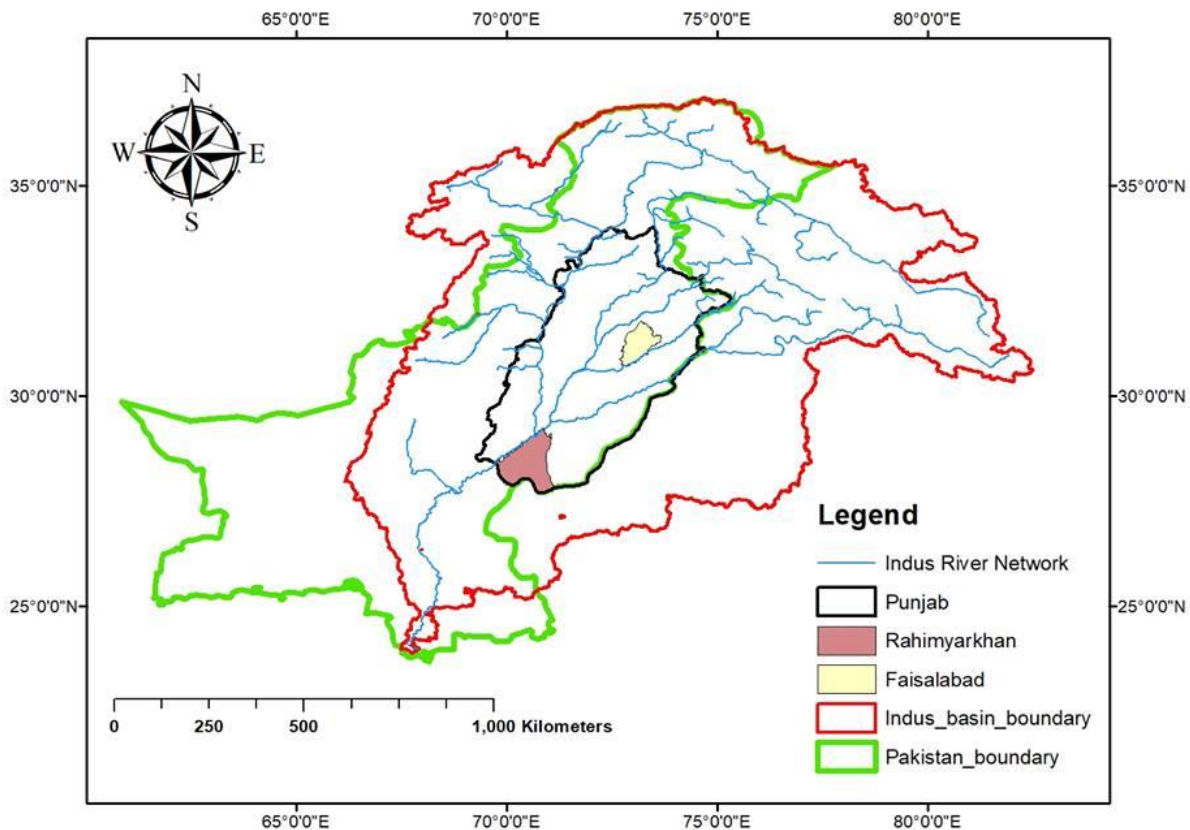 65°0'0"E 70°0'0"E 75°0'0"E 80°0'0"E
N
W E
S
35°0'0"N 35°0'0"N
30°0'0"N 30°0'0"N
25°0'0"N 25°0'0"N
Legend
Indus River Network
Punjab
Rahimyarkhan
Faisalabad
Indus_basin_boundary
Pakistan_boundary
0 250 500 1,000 Kilometers
65°0'0"E 70°0'0"E 75°0'0"E 80°0'0"E